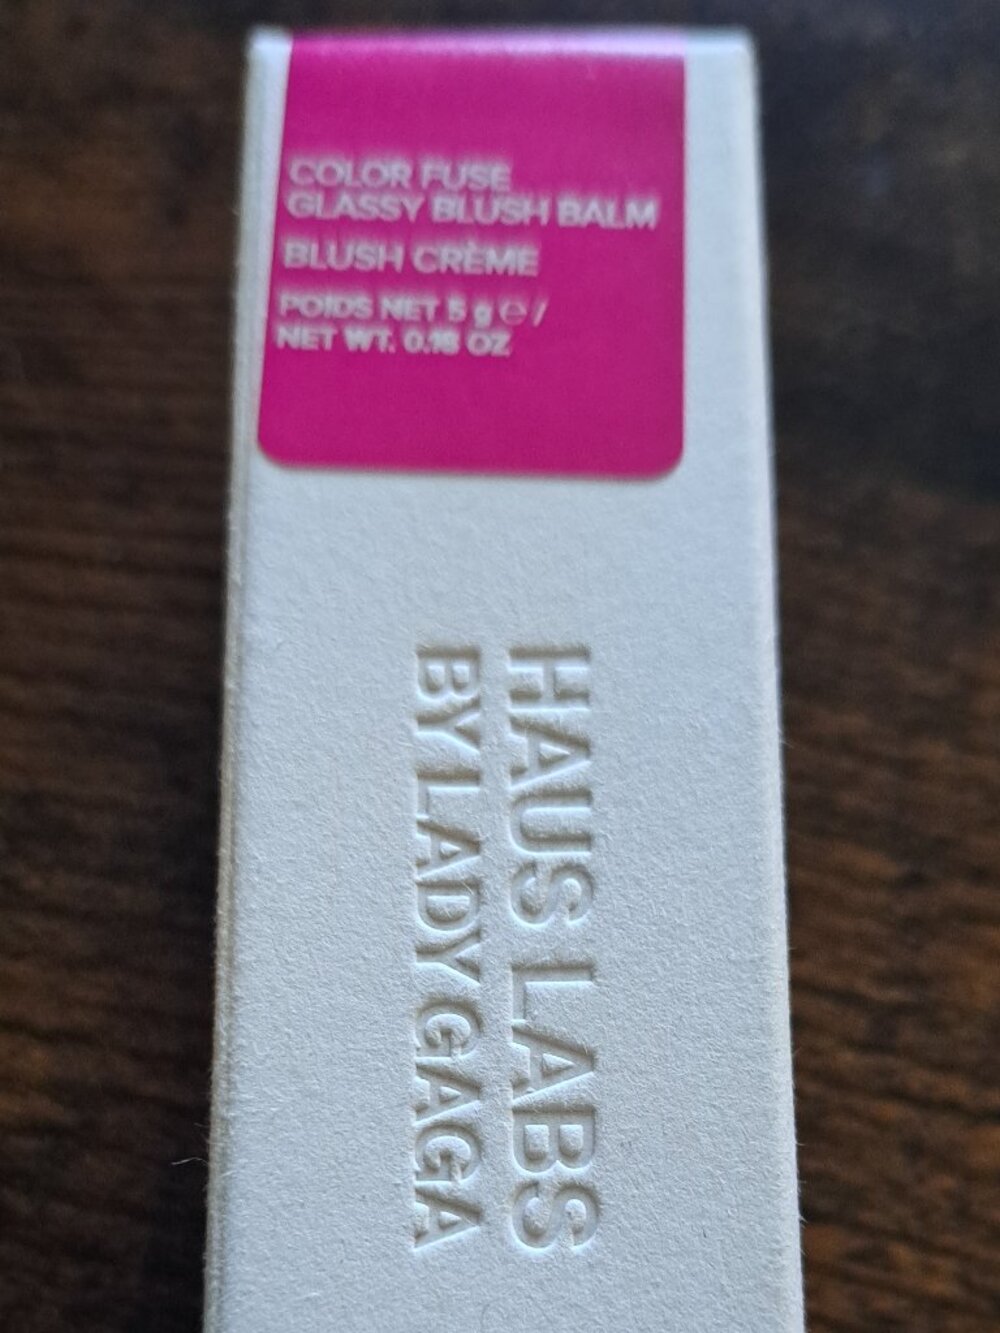 COLOR FUSE
GLASSY BLUSH BALM
BLUSH CRÈME
POIDS NET 5 g ℮ /
NET WT. 0.18 OZ
HAUS LABS
BY LADY GAGA